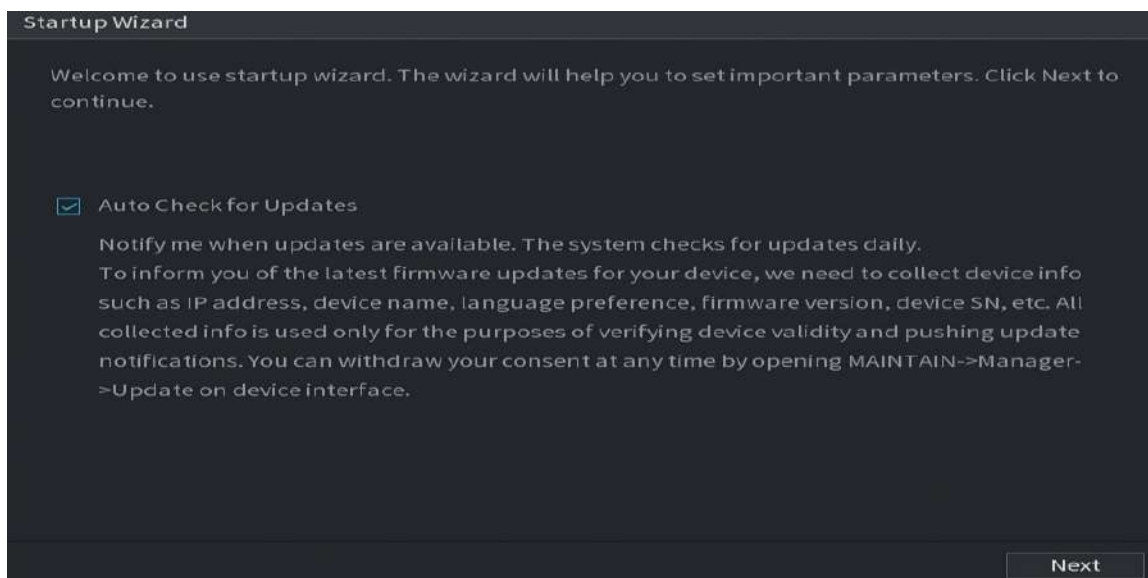 Startup Wizard
Welcome to use startup wizard. The wizard will help you to set important parameters. Click Next to
continue.
Auto Check for Updates
Notify me when updates are available. The system checks for updates daily.
To inform you of the latest firmware updates for your device, we need to collect device info
such as IP address, device name, language preference, firmware version, device SN, etc. All
collected info is used only for the purposes of verifying device validity and pushing update
notifications. You can withdraw your consent at any time by opening MAINTAIN->Manager-
>Update on device interface.
Next